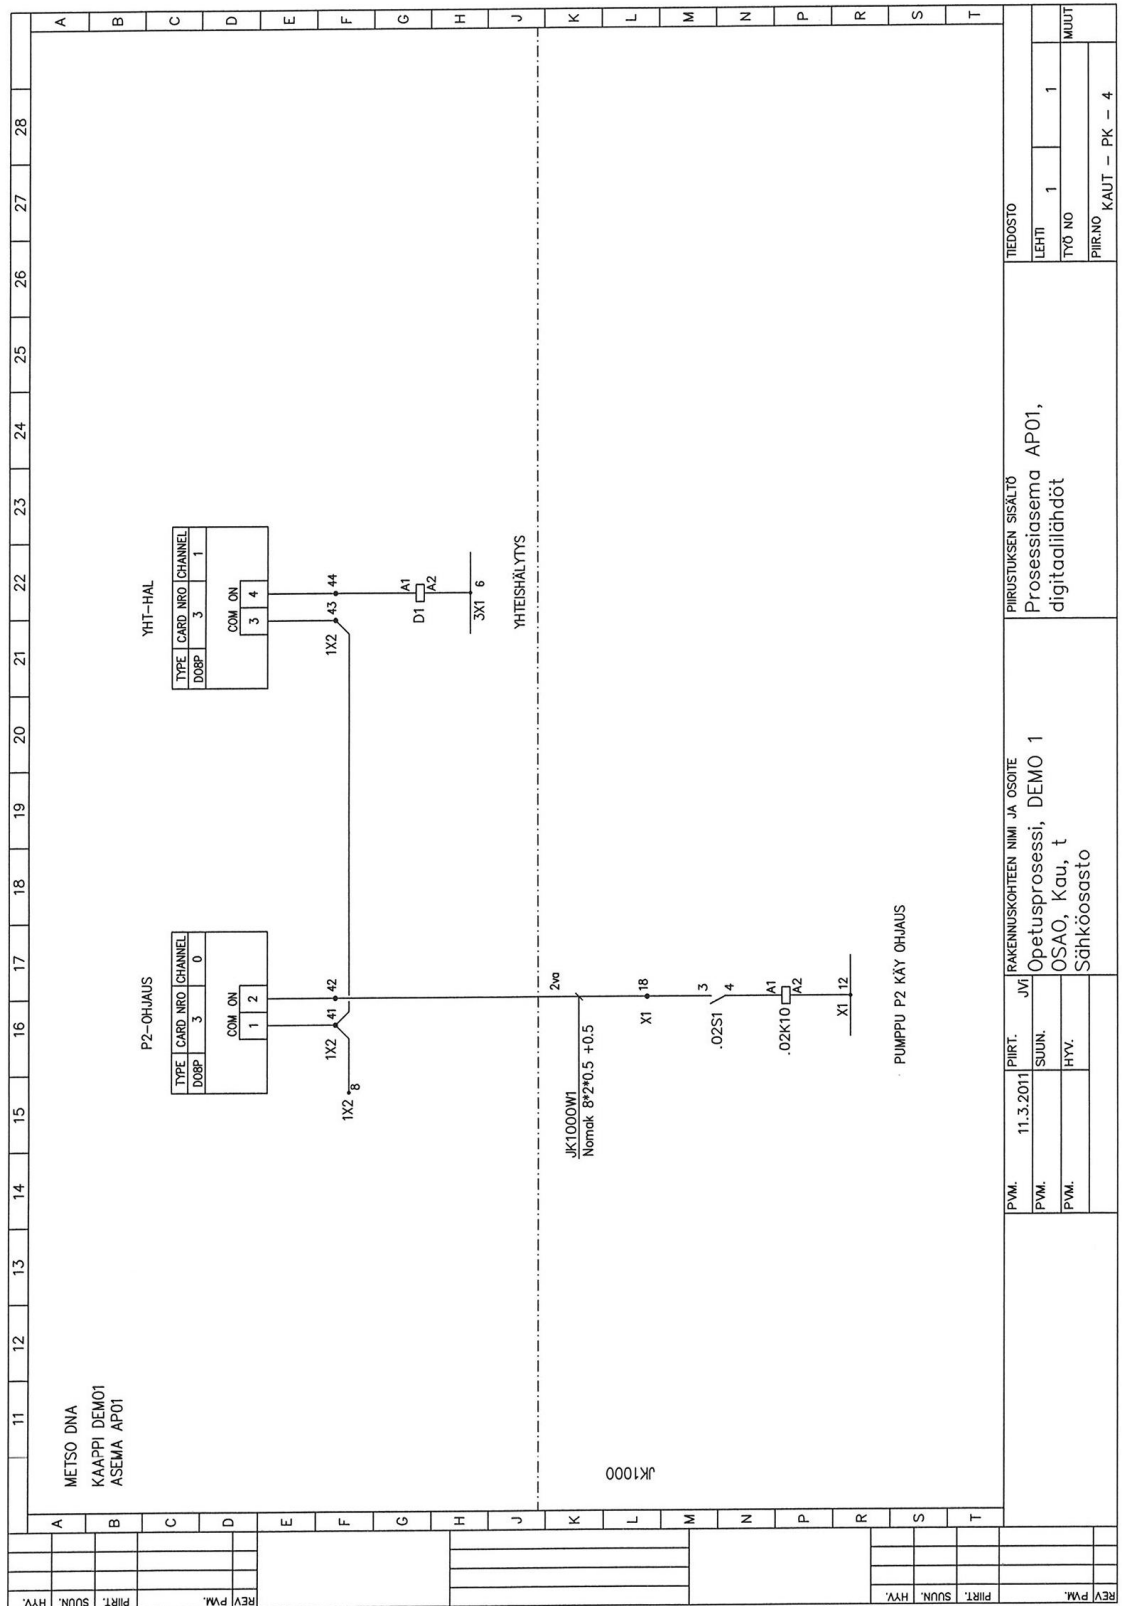 11 12 13 14 15 16 17 18 19 20 21 22 23 24 25 26 27 28
A A
B B
C C
D D
E E
F F
G G
H H
J J
K K
L L
M M
N N
P P
R R
S S
T T
METSO DNA
KAAPPI DEMO1
ASEMA AP01
P2-OHJAUS
TYPE CARD NRO CHANNEL
DO8P 3 0
COM ON
1 2
1X2 41 42
1X2 8
YHT-HAL
TYPE CARD NRO CHANNEL
DO8P 3 1
COM ON
3 4
1X2 43 44
D1 A1
A2
3X1 6
YHTEISHÄLYTYS
JK1000
JK1000W1
Nomak 8*2*0.5 +0.5
2va
X1 18
.02S1 3
4
.02K10 A1
A2
X1 12
PUMPPU P2 KÄY OHJAUS
REV PVM. PIIRT. SUUN. HYV.
REV PVM. PIIRT. SUUN. HYV.
PVM. 11.3.2011 PIIRT. JVi
PVM. SUUN.
PVM. HYV.
RAKENNUSKOHTEEN NIMI JA OSOITE
Opetusprosessi, DEMO 1
OSAO, Kau, t
Sähköosasto
PIIRUSTUKSEN SISÄLTÖ
Prosessiasema AP01,
digitaalilähdöt
TIEDOSTO
LEHTI 1 1
TYÖ NO MUUT
PIIR.NO KAUT - PK - 4